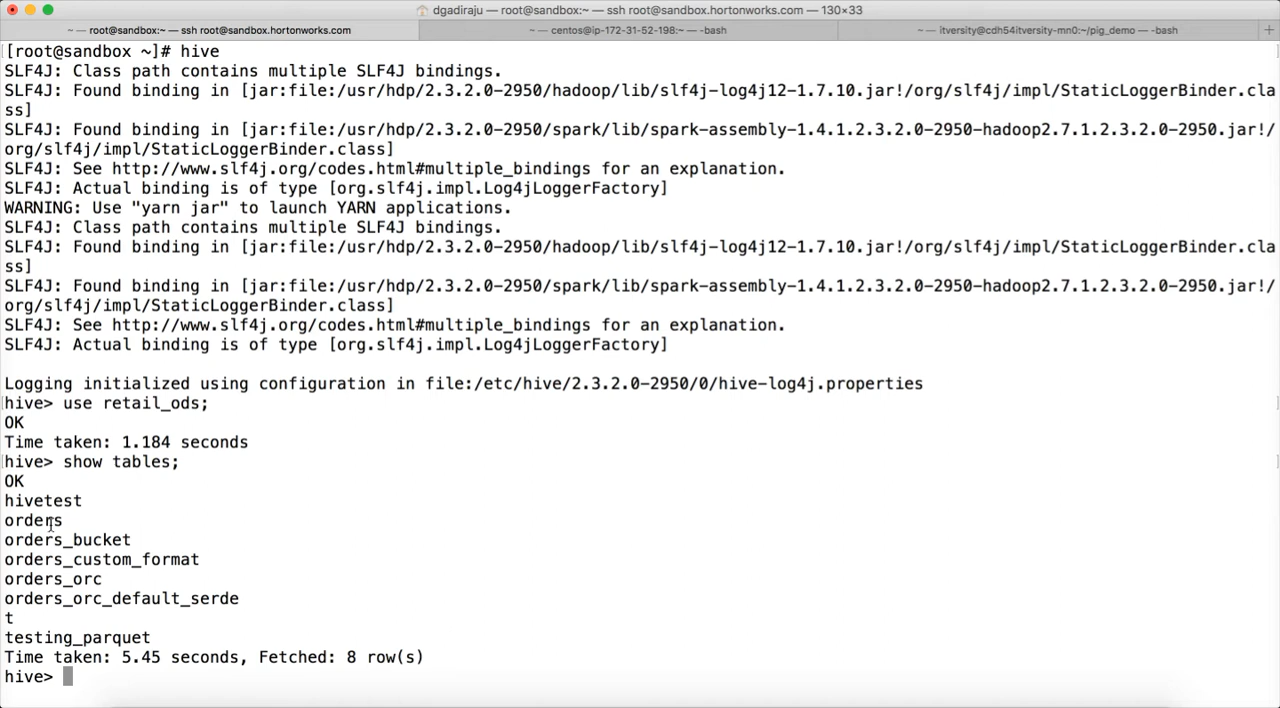 dgadiraju — root@sandbox:~ — ssh root@sandbox.hortonworks.com — 130×33
~ — root@sandbox:~ — ssh root@sandbox.hortonworks.com
~ — centos@ip-172-31-52-198:~ — -bash
~ — itversity@cdh54itversity-mn0:~/pig_demo — -bash
[root@sandbox ~]# hive
SLF4J: Class path contains multiple SLF4J bindings.
SLF4J: Found binding in [jar:file:/usr/hdp/2.3.2.0-2950/hadoop/lib/slf4j-log4j12-1.7.10.jar!/org/slf4j/impl/StaticLoggerBinder.cla
ss]
SLF4J: Found binding in [jar:file:/usr/hdp/2.3.2.0-2950/spark/lib/spark-assembly-1.4.1.2.3.2.0-2950-hadoop2.7.1.2.3.2.0-2950.jar!/
org/slf4j/impl/StaticLoggerBinder.class]
SLF4J: See http://www.slf4j.org/codes.html#multiple_bindings for an explanation.
SLF4J: Actual binding is of type [org.slf4j.impl.Log4jLoggerFactory]
WARNING: Use "yarn jar" to launch YARN applications.
SLF4J: Class path contains multiple SLF4J bindings.
SLF4J: Found binding in [jar:file:/usr/hdp/2.3.2.0-2950/hadoop/lib/slf4j-log4j12-1.7.10.jar!/org/slf4j/impl/StaticLoggerBinder.cla
ss]
SLF4J: Found binding in [jar:file:/usr/hdp/2.3.2.0-2950/spark/lib/spark-assembly-1.4.1.2.3.2.0-2950-hadoop2.7.1.2.3.2.0-2950.jar!/
org/slf4j/impl/StaticLoggerBinder.class]
SLF4J: See http://www.slf4j.org/codes.html#multiple_bindings for an explanation.
SLF4J: Actual binding is of type [org.slf4j.impl.Log4jLoggerFactory]
Logging initialized using configuration in file:/etc/hive/2.3.2.0-2950/0/hive-log4j.properties
hive> use retail_ods;
OK
Time taken: 1.184 seconds
hive> show tables;
OK
hivetest
orders
orders_bucket
orders_custom_format
orders_orc
orders_orc_default_serde
t
testing_parquet
Time taken: 5.45 seconds, Fetched: 8 row(s)
hive>